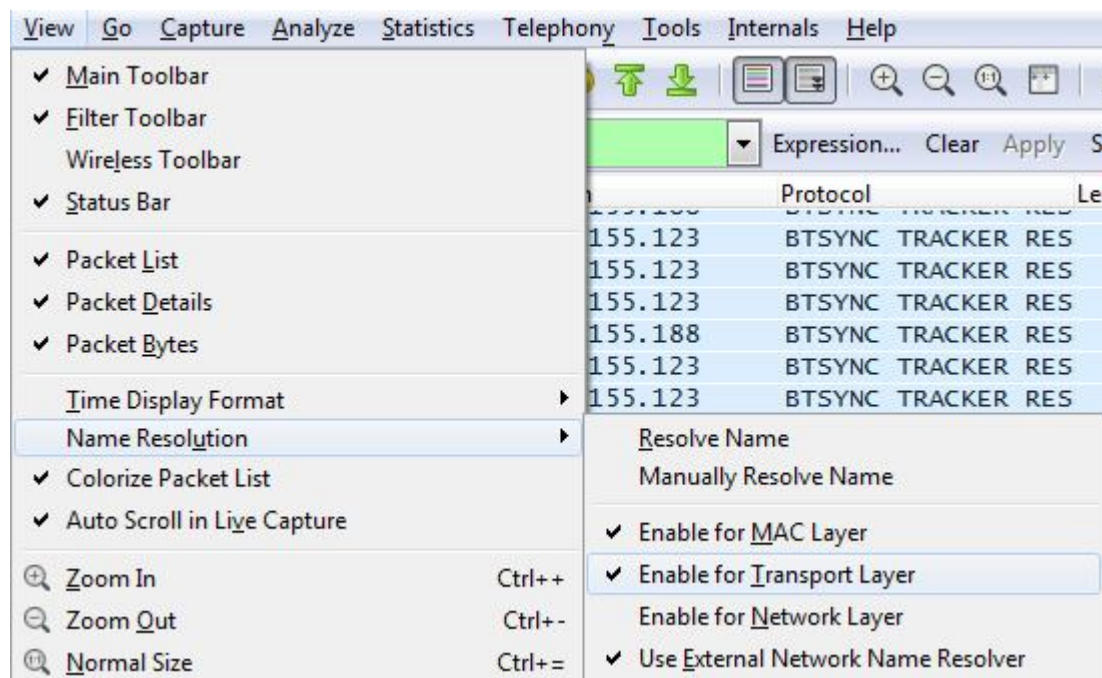 View Go Capture Analyze Statistics Telephony Tools Internals Help
Main Toolbar
Filter Toolbar
Wireless Toolbar
Status Bar
Packet List
Packet Details
Packet Bytes
Time Display Format
Name Resolution
Colorize Packet List
Auto Scroll in Live Capture
Zoom In Ctrl++
Zoom Out Ctrl+-
Normal Size Ctrl+=
Expression... Clear Apply S
Protocol Le
155.123 BTSYNC TRACKER RES
155.123 BTSYNC TRACKER RES
155.123 BTSYNC TRACKER RES
155.188 BTSYNC TRACKER RES
155.123 BTSYNC TRACKER RES
155.123 BTSYNC TRACKER RES
Resolve Name
Manually Resolve Name
Enable for MAC Layer
Enable for Transport Layer
Enable for Network Layer
Use External Network Name Resolver